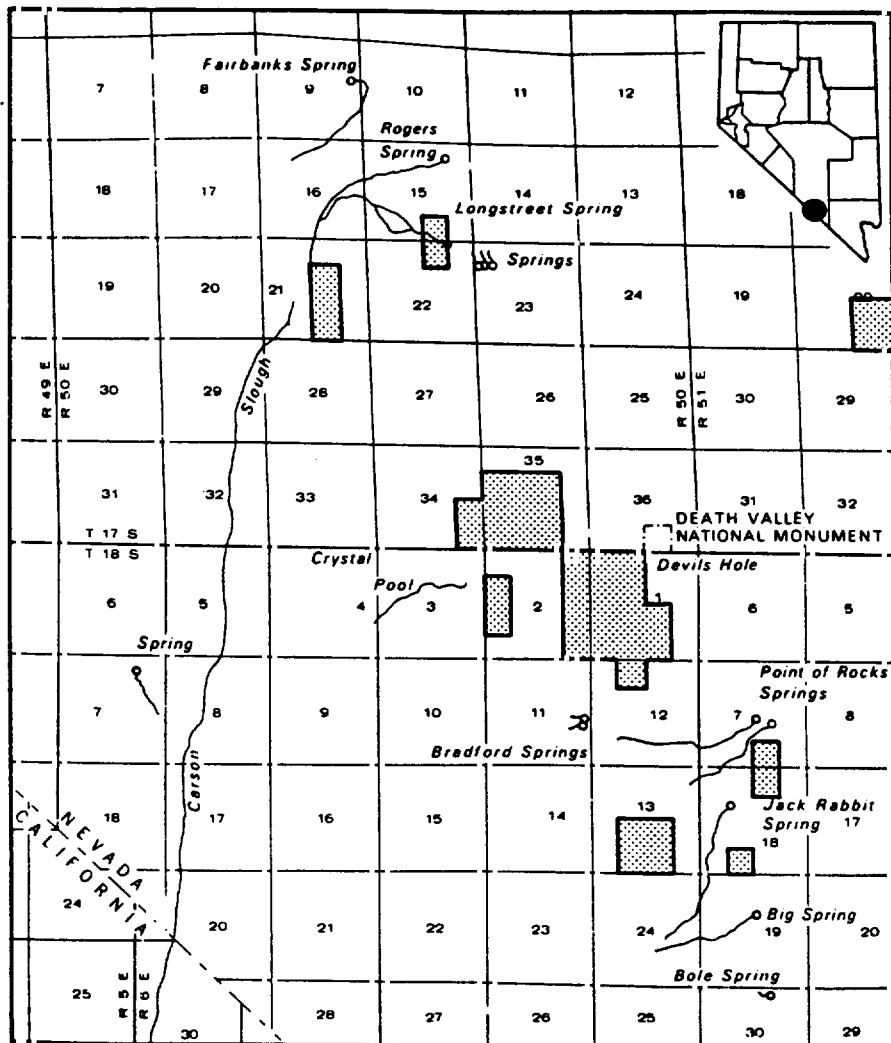 Fairbanks Spring
7 8 9 10 11 12
Rogers
Spring
18 17 16 15 14 13 18
Longstreet Spring
Springs
19 20 21 22 23 24 19
R 49 E
R 50 E
30 29 28 27 26 25 30 29
Slough
R 50 E
R 51 E
35
31 32 33 34 36 31 32
T 17 S
T 18 S
DEATH VALLEY
NATIONAL MONUMENT
Crystal
Pool
Devils Hole
6 5 4 3 2 1 6 5
Spring
Point of Rocks
Springs
7 8 9 10 11 12 7 8
Bradford Springs
Carson
18 17 16 15 14 13 18 17
Jack Rabbit
Spring
NEVADA
CALIFORNIA
24 20 21 22 23 24 19 20
Big Spring
Bole Spring
25 30 28 27 26 25 30 29
R 5 E
R 6 E